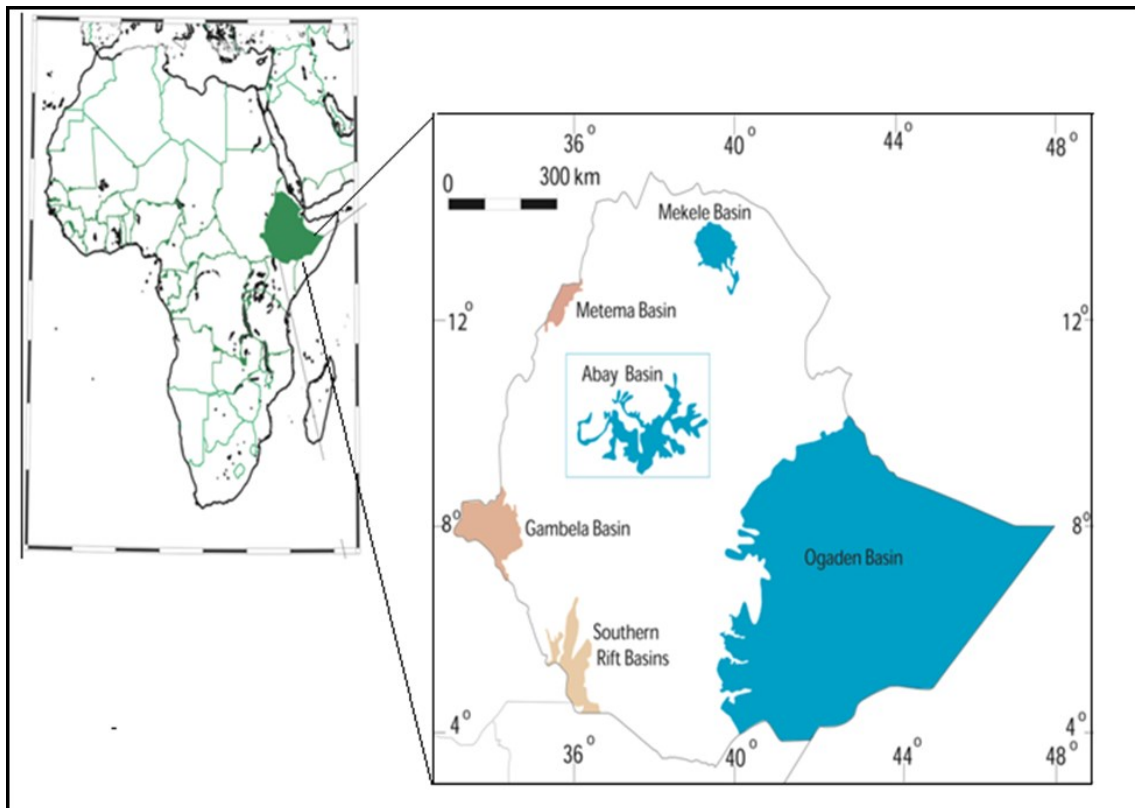 36° 40° 44° 48°
0 300 km
Mekele Basin
Metema Basin
12° 12°
Abay Basin
8° Gambela Basin 8°
Ogaden Basin
Southern
Rift Basins
4° 4°
36° 40° 44° 48°